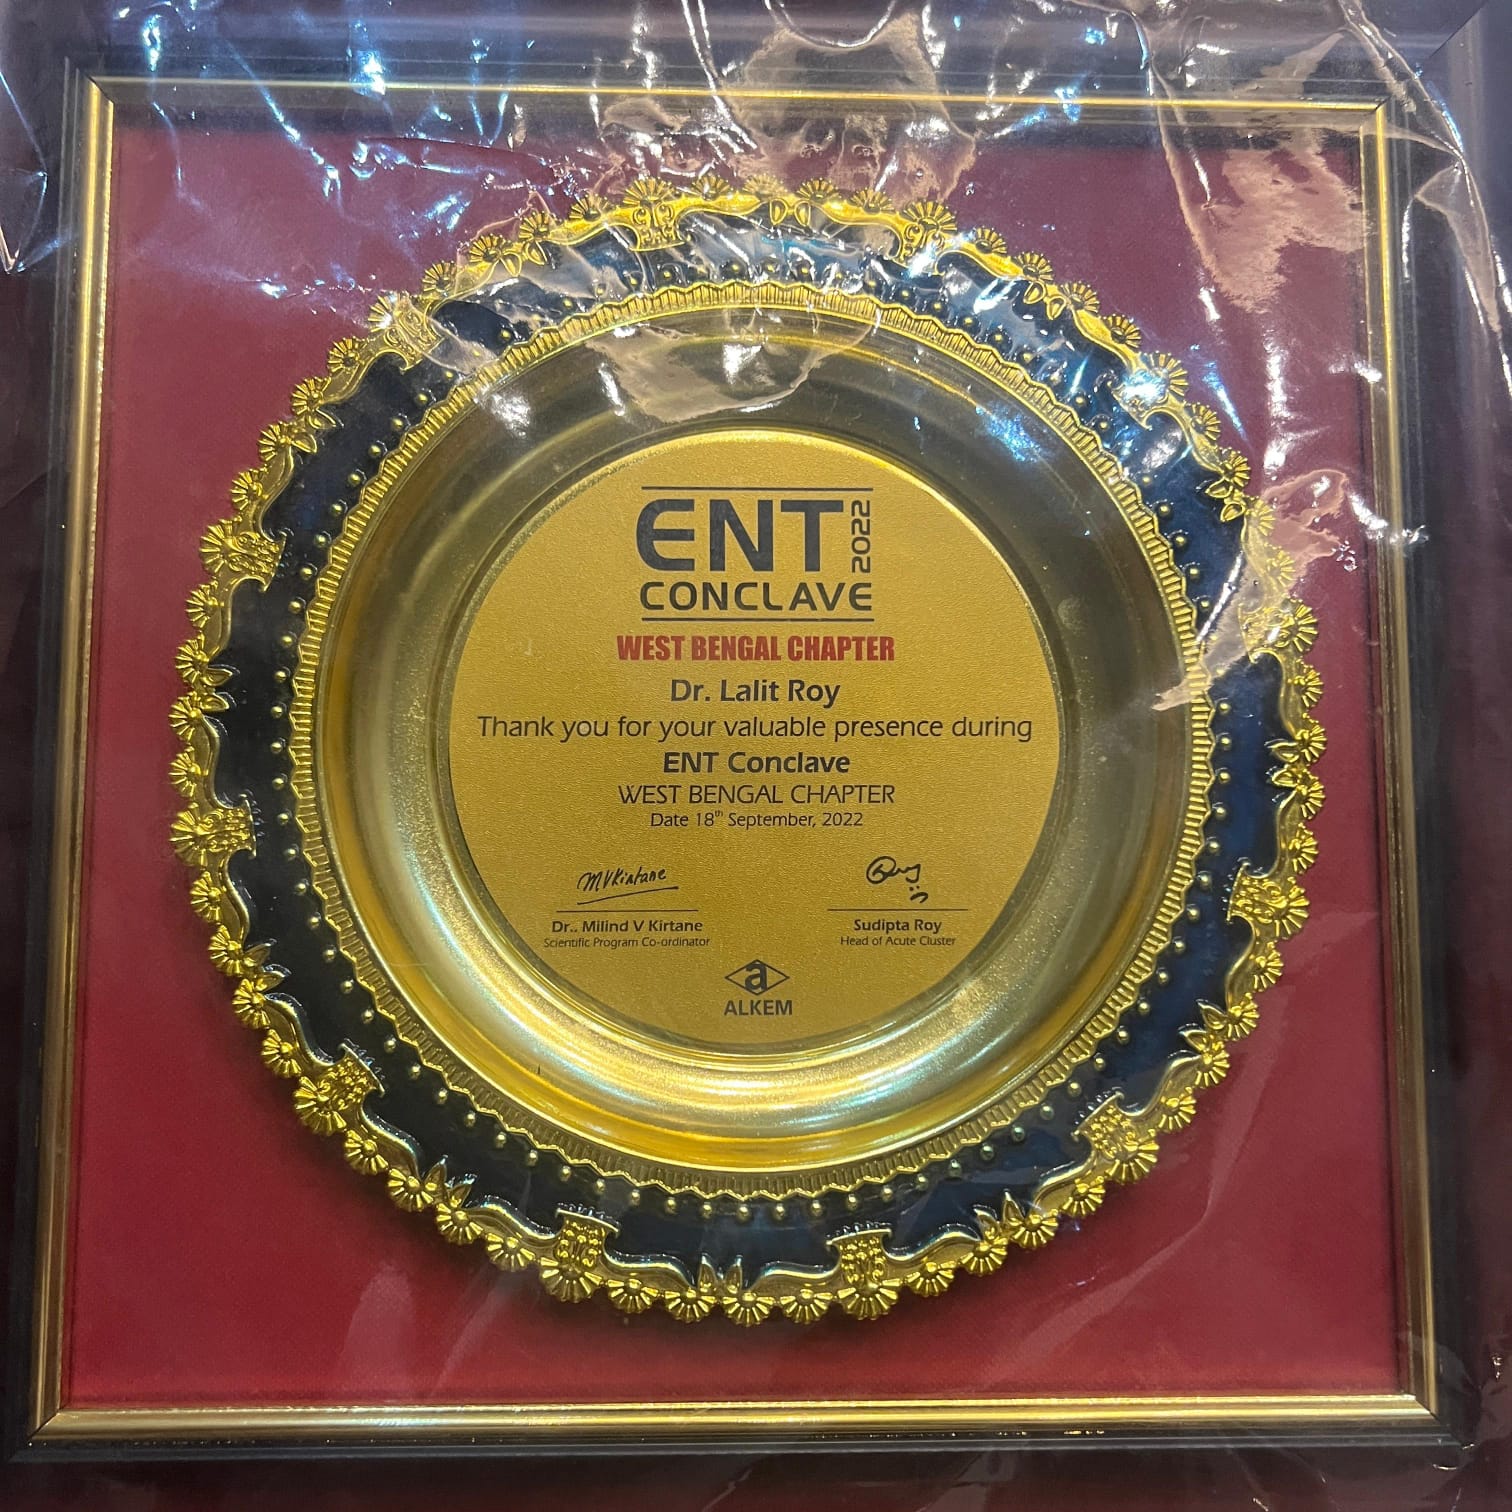 ENT 2022
CONCLAVE
WEST BENGAL CHAPTER
Dr. Lalit Roy
Thank you for your valuable presence during
ENT Conclave
WEST BENGAL CHAPTER
Date 18th September, 2022
MVKirtane
Dr.. Milind V Kirtane
Scientific Program Co-ordinator
Sudipta Roy
Head of Acute Cluster
a
ALKEM